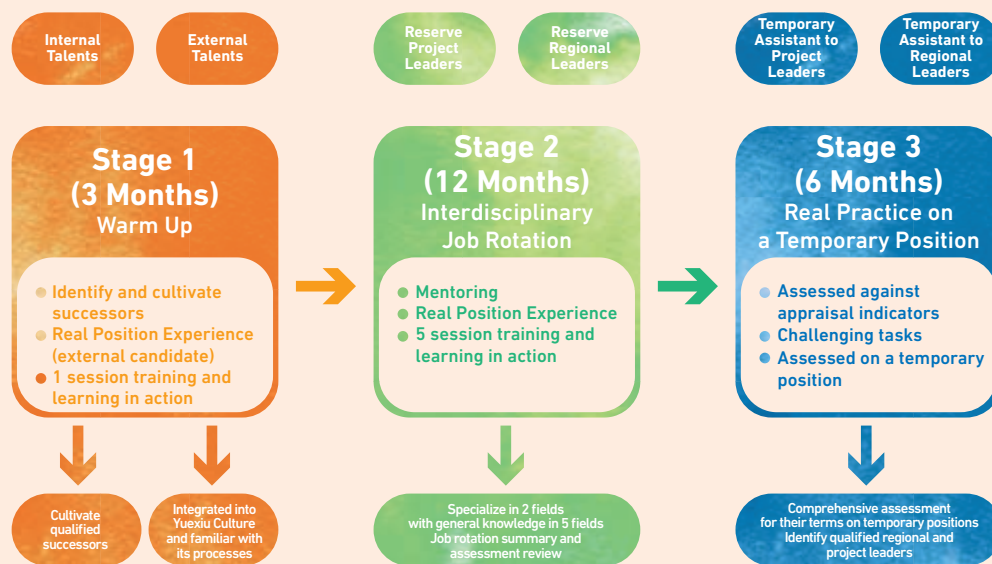 Internal
Talents
External
Talents
Reserve
Project
Leaders
Reserve
Regional
Leaders
Temporary
Assistant to
Project
Leaders
Temporary
Assistant to
Regional
Leaders
Stage 1
(3 Months)
Warm Up
• Identify and cultivate
successors
• Real Position Experience
(external candidate)
• 1 session training and
learning in action
Stage 2
(12 Months)
Interdisciplinary
Job Rotation
• Mentoring
• Real Position Experience
• 5 session training and
learning in action
Stage 3
(6 Months)
Real Practice on
a Temporary Position
• Assessed against
appraisal indicators
• Challenging tasks
• Assessed on a temporary
position
Cultivate
qualified
successors
Integrated into
Yuexiu Culture
and familiar with
its processes
Specialize in 2 fields
with general knowledge in 5 fields
Job rotation summary and
assessment review
Comprehensive assessment
for their terms on temporary positions
Identify qualified regional and
project leaders